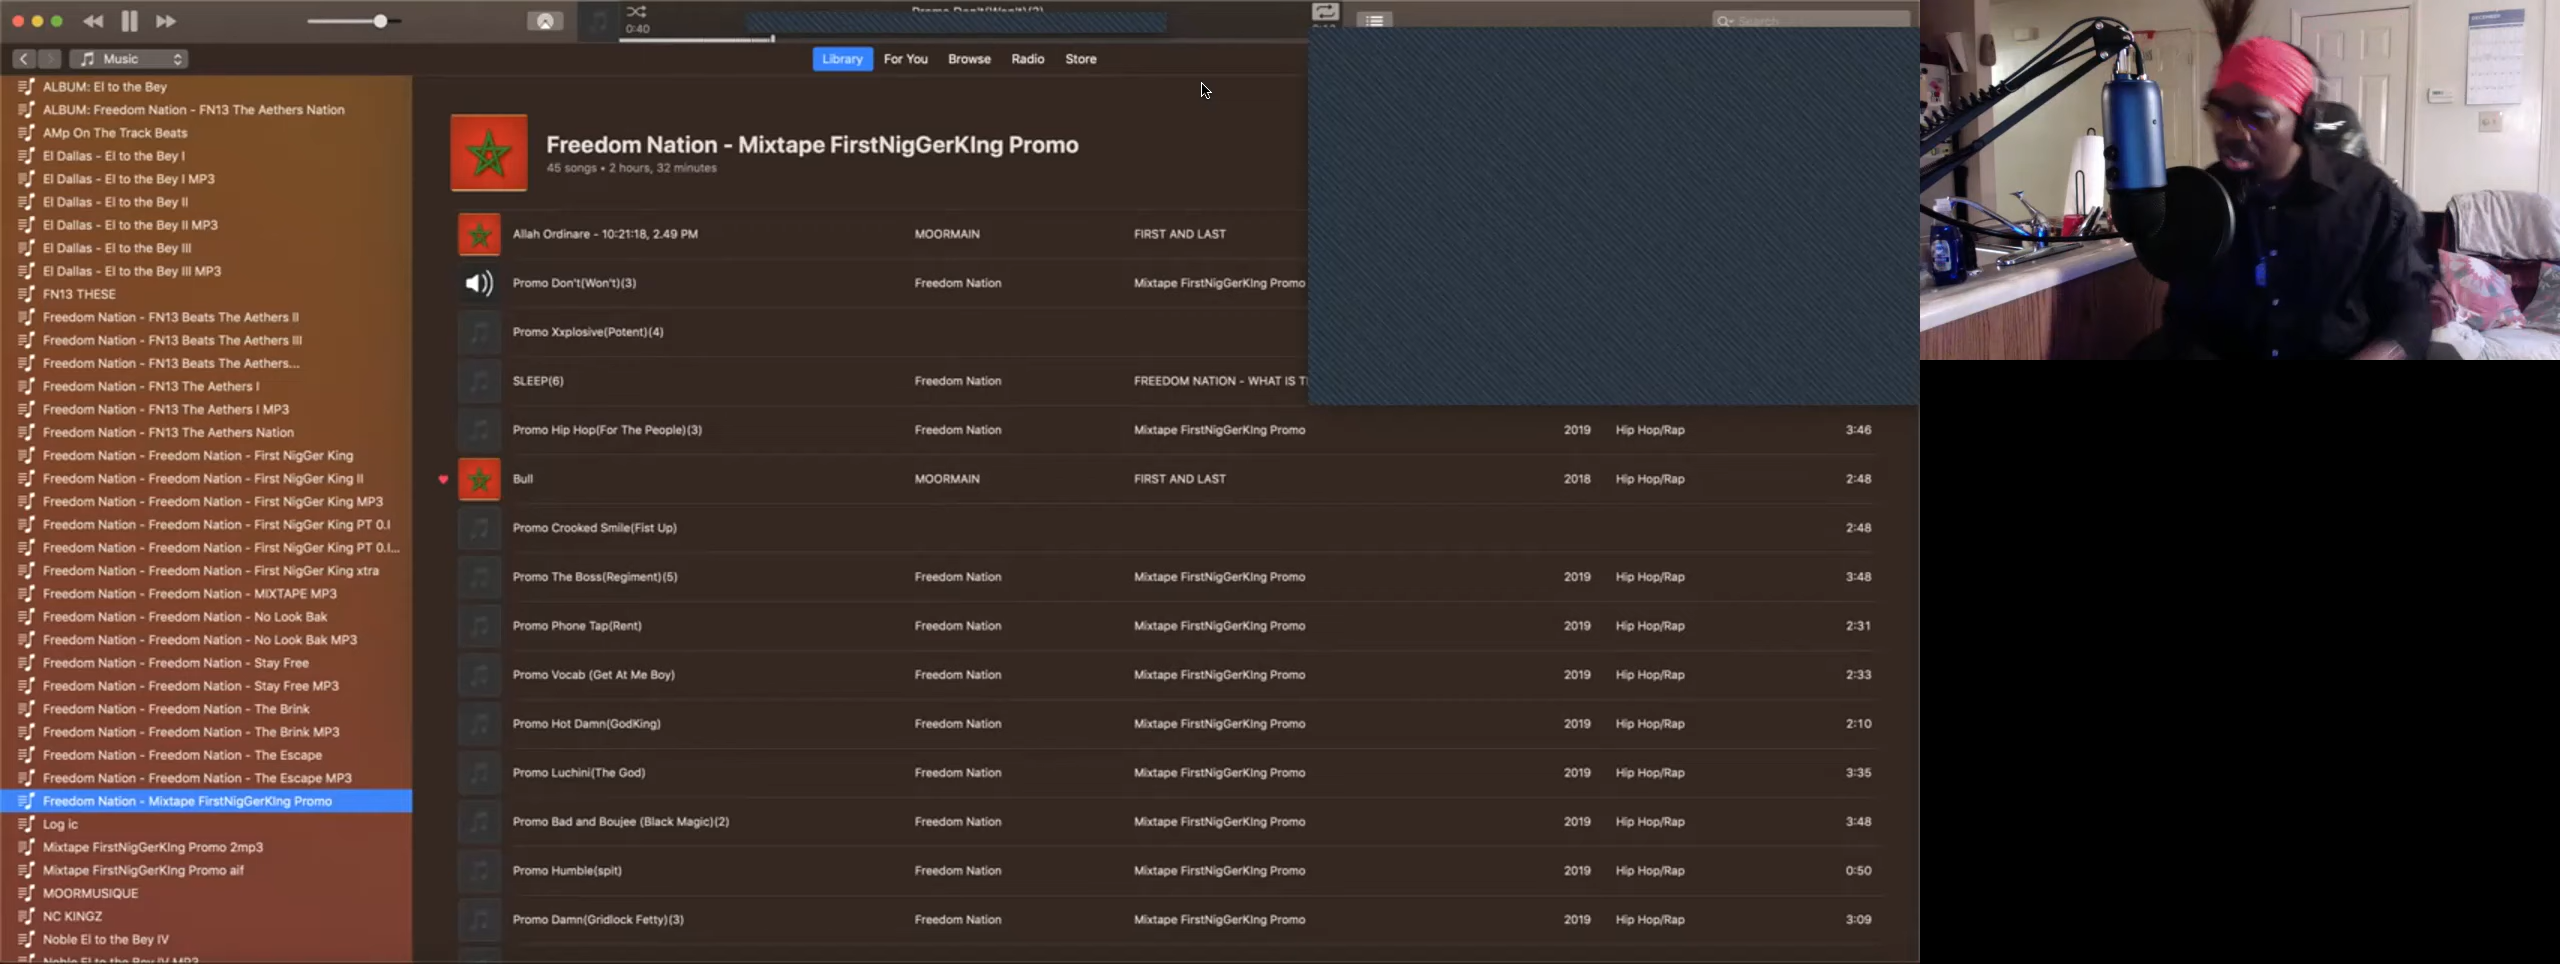 Promo Don't(Won't)(3)
0:40
Search
Music
Library
For You
Browse
Radio
Store
ALBUM: El to the Bey
ALBUM: Freedom Nation - FN13 The Aethers Nation
AMp On The Track Beats
El Dallas - El to the Bey I
El Dallas - El to the Bey I MP3
El Dallas - El to the Bey II
El Dallas - El to the Bey II MP3
El Dallas - El to the Bey III
El Dallas - El to the Bey III MP3
FN13 THESE
Freedom Nation - FN13 Beats The Aethers II
Freedom Nation - FN13 Beats The Aethers III
Freedom Nation - FN13 Beats The Aethers...
Freedom Nation - FN13 The Aethers I
Freedom Nation - FN13 The Aethers I MP3
Freedom Nation - FN13 The Aethers Nation
Freedom Nation - Freedom Nation - First NigGer King
Freedom Nation - Freedom Nation - First NigGer King II
Freedom Nation - Freedom Nation - First NigGer King MP3
Freedom Nation - Freedom Nation - First NigGer King PT 0.I
Freedom Nation - Freedom Nation - First NigGer King PT 0.I...
Freedom Nation - Freedom Nation - First NigGer King xtra
Freedom Nation - Freedom Nation - MIXTAPE MP3
Freedom Nation - Freedom Nation - No Look Bak
Freedom Nation - Freedom Nation - No Look Bak MP3
Freedom Nation - Freedom Nation - Stay Free
Freedom Nation - Freedom Nation - Stay Free MP3
Freedom Nation - Freedom Nation - The Brink
Freedom Nation - Freedom Nation - The Brink MP3
Freedom Nation - Freedom Nation - The Escape
Freedom Nation - Freedom Nation - The Escape MP3
Freedom Nation - Mixtape FirstNigGerKIng Promo
Log ic
Mixtape FirstNigGerKIng Promo 2mp3
Mixtape FirstNigGerKIng Promo aif
MOORMUSIQUE
NC KINGZ
Noble El to the Bey IV
Noble El to the Bey IV MP3
Freedom Nation - Mixtape FirstNigGerKIng Promo
45 songs • 2 hours, 32 minutes
Allah Ordinare - 10:21:18, 2.49 PM MOORMAIN FIRST AND LAST
Promo Don't(Won't)(3) Freedom Nation Mixtape FirstNigGerKIng Promo
Promo Xxplosive(Potent)(4)
SLEEP(6) Freedom Nation FREEDOM NATION - WHAT IS T
Promo Hip Hop(For The People)(3) Freedom Nation Mixtape FirstNigGerKIng Promo 2019 Hip Hop/Rap 3:46
Bull MOORMAIN FIRST AND LAST 2018 Hip Hop/Rap 2:48
Promo Crooked Smile(Fist Up) 2:48
Promo The Boss(Regiment)(5) Freedom Nation Mixtape FirstNigGerKIng Promo 2019 Hip Hop/Rap 3:48
Promo Phone Tap(Rent) Freedom Nation Mixtape FirstNigGerKIng Promo 2019 Hip Hop/Rap 2:31
Promo Vocab (Get At Me Boy) Freedom Nation Mixtape FirstNigGerKIng Promo 2019 Hip Hop/Rap 2:33
Promo Hot Damn(GodKing) Freedom Nation Mixtape FirstNigGerKIng Promo 2019 Hip Hop/Rap 2:10
Promo Luchini(The God) Freedom Nation Mixtape FirstNigGerKIng Promo 2019 Hip Hop/Rap 3:35
Promo Bad and Boujee (Black Magic)(2) Freedom Nation Mixtape FirstNigGerKIng Promo 2019 Hip Hop/Rap 3:48
Promo Humble(spit) Freedom Nation Mixtape FirstNigGerKIng Promo 2019 Hip Hop/Rap 0:50
Promo Damn(Gridlock Fetty)(3) Freedom Nation Mixtape FirstNigGerKIng Promo 2019 Hip Hop/Rap 3:09